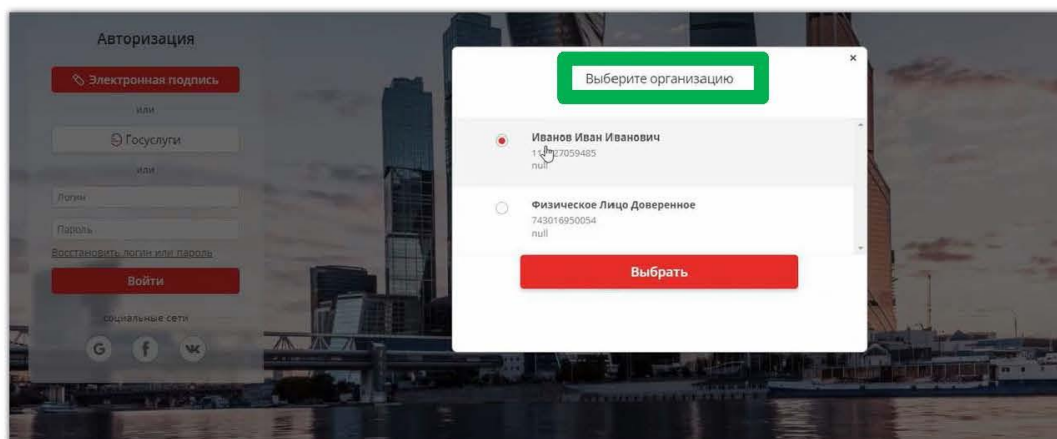 Авторизация
Электронная подпись
или
Госуслуги
или
Логин
Пароль
Восстановить логин или пароль
Войти
социальные сети
G f
Выберите организацию
×
Иванов Иван Иванович
null
Физическое Лицо Доверенное
743016950054
null
Выбрать